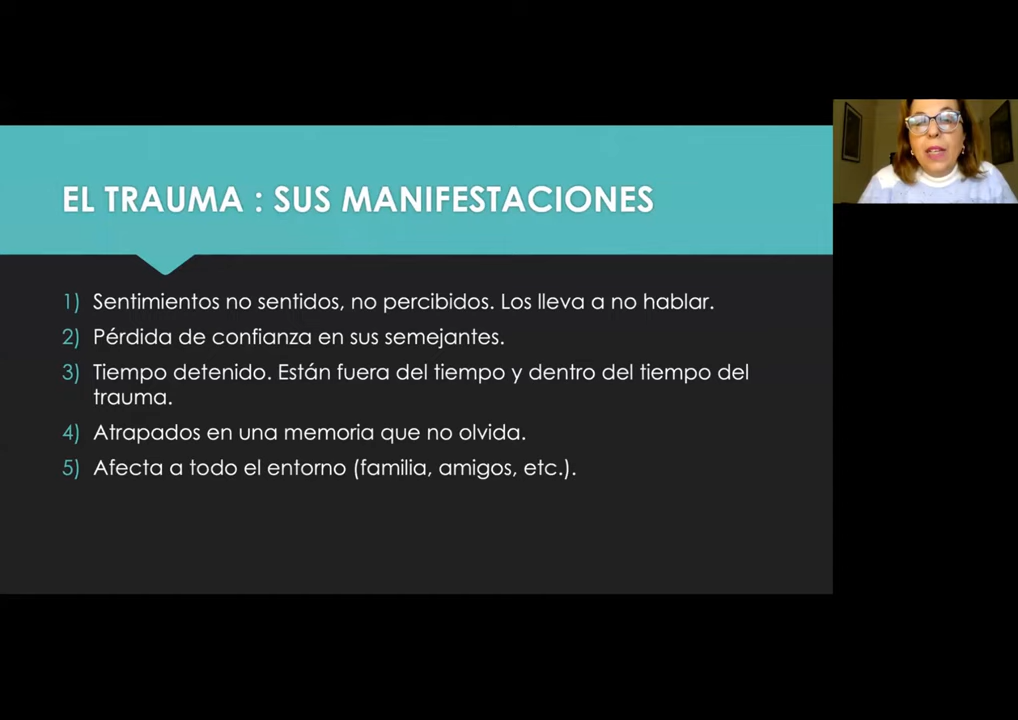 EL TRAUMA : SUS MANIFESTACIONES
1) Sentimientos no sentidos, no percibidos. Los lleva a no hablar.
2) Pérdida de confianza en sus semejantes.
3) Tiempo detenido. Están fuera del tiempo y dentro del tiempo del
trauma.
4) Atrapados en una memoria que no olvida.
5) Afecta a todo el entorno (familia, amigos, etc.).